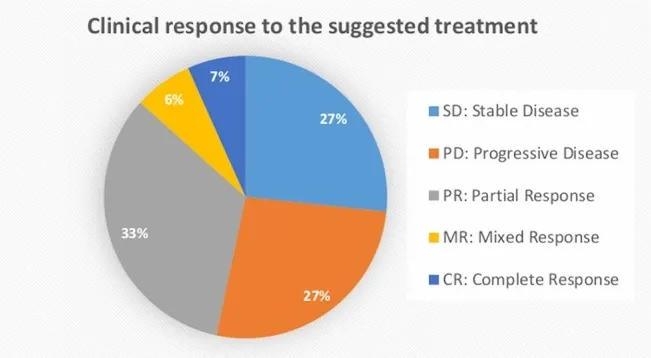 Clinical response to the suggested treatment
7%
6%
27%
33%
27%
SD: Stable Disease
PD: Progressive Disease
PR: Partial Response
MR: Mixed Response
CR: Complete Response